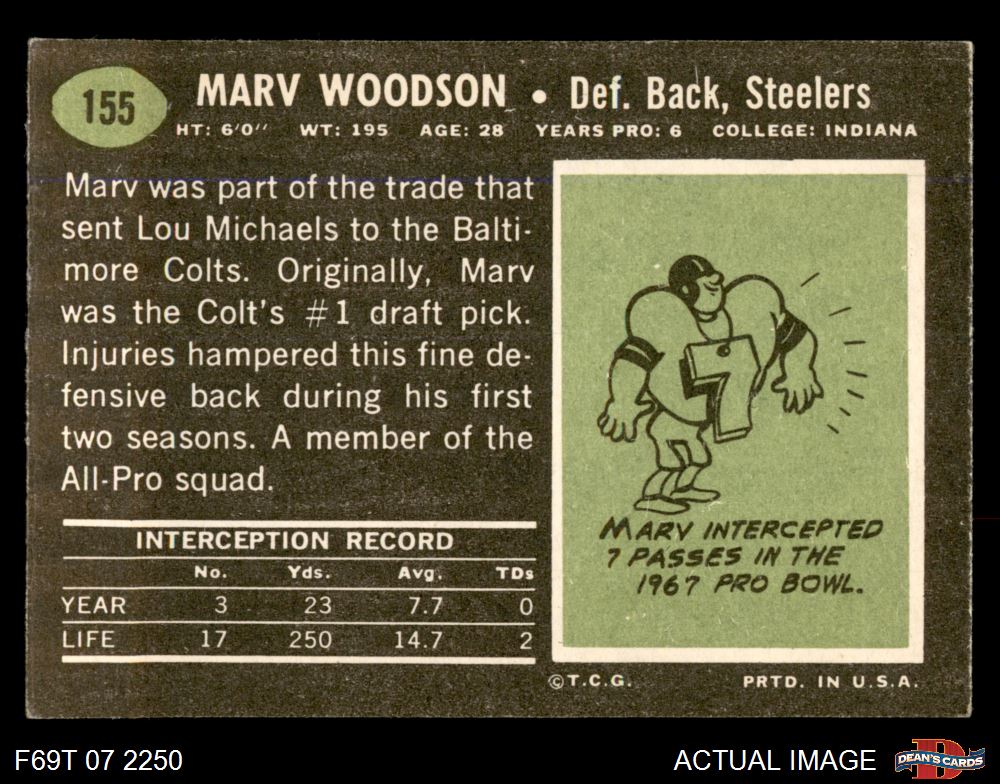 155
MARV WOODSON • Def. Back, Steelers
HT: 6'0'' WT: 195 AGE: 28 YEARS PRO: 6 COLLEGE: INDIANA
Marv was part of the trade that
sent Lou Michaels to the Balti-
more Colts. Originally, Marv
was the Colt's #1 draft pick.
Injuries hampered this fine de-
fensive back during his first
two seasons. A member of the
All-Pro squad.
INTERCEPTION RECORD
No. Yds. Avg. TDs
YEAR 3 23 7.7 0
LIFE 17 250 14.7 2
7
MARV INTERCEPTED
7 PASSES IN THE
1967 PRO BOWL.
©T.C.G. PRTD. IN U.S.A.
F69T 07 2250
ACTUAL IMAGE
D
DEAN'S CARDS